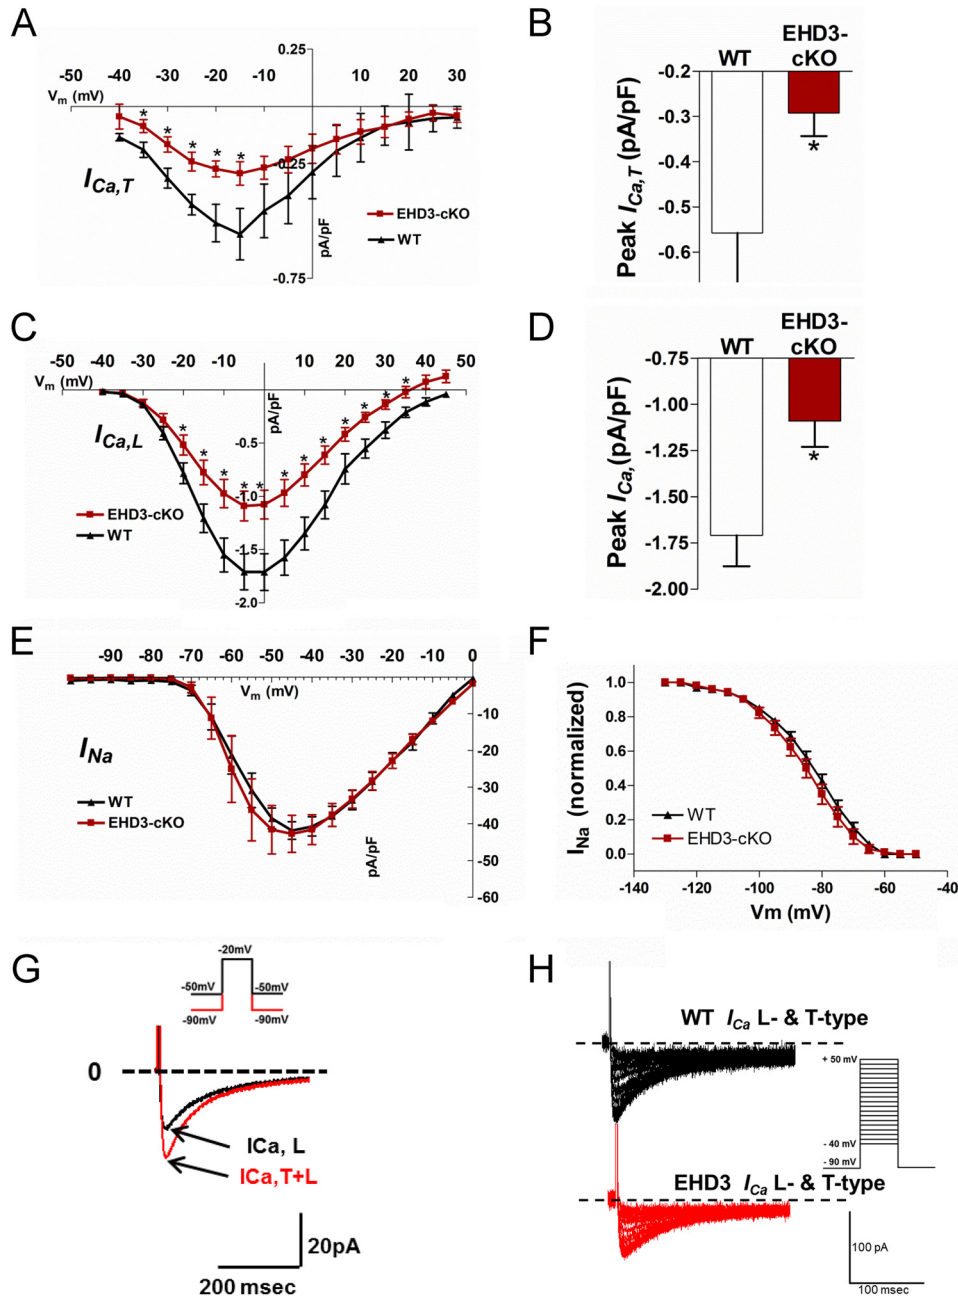 A
0.25
-50 -40 -30 -20 -10 10 20 30
Vm (mV)
* * * * * *
-0.25
ICa,T
EHD3-cKO
WT
pA/pF
-0.75
B
EHD3-
WT cKO
-0.2
-0.3
-0.4
-0.5
-0.6
Peak ICa,T (pA/pF)
*
C
-50 -40 -30 -20 -10 10 20 30 40 50
Vm (mV)
pA/pF
* * * * * * * * * * * *
ICa,L
-0.5
-1.0
-1.5
-2.0
EHD3-cKO
WT
D
EHD3-
WT cKO
-0.75
-1.00
-1.25
-1.50
-1.75
-2.00
Peak ICa,(pA/pF)
*
E
-90 -80 -70 -60 -50 -40 -30 -20 -10 0
Vm (mV)
-10
-20
-30
-40
-50
-60
INa
WT
EHD3-cKO
pA/pF
F
INa (normalized)
1.0
0.8
0.6
0.4
0.2
0.0
WT
EHD3-cKO
-140 -120 -100 -80 -60 -40
Vm (mV)
G
-20mV
-50mV -50mV
-90mV -90mV
0
ICa, L
ICa,T+L
20pA
200 msec
H
WT ICa L- & T-type
+ 50 mV
- 40 mV
- 90 mV
EHD3 ICa L- & T-type
100 pA
100 msec